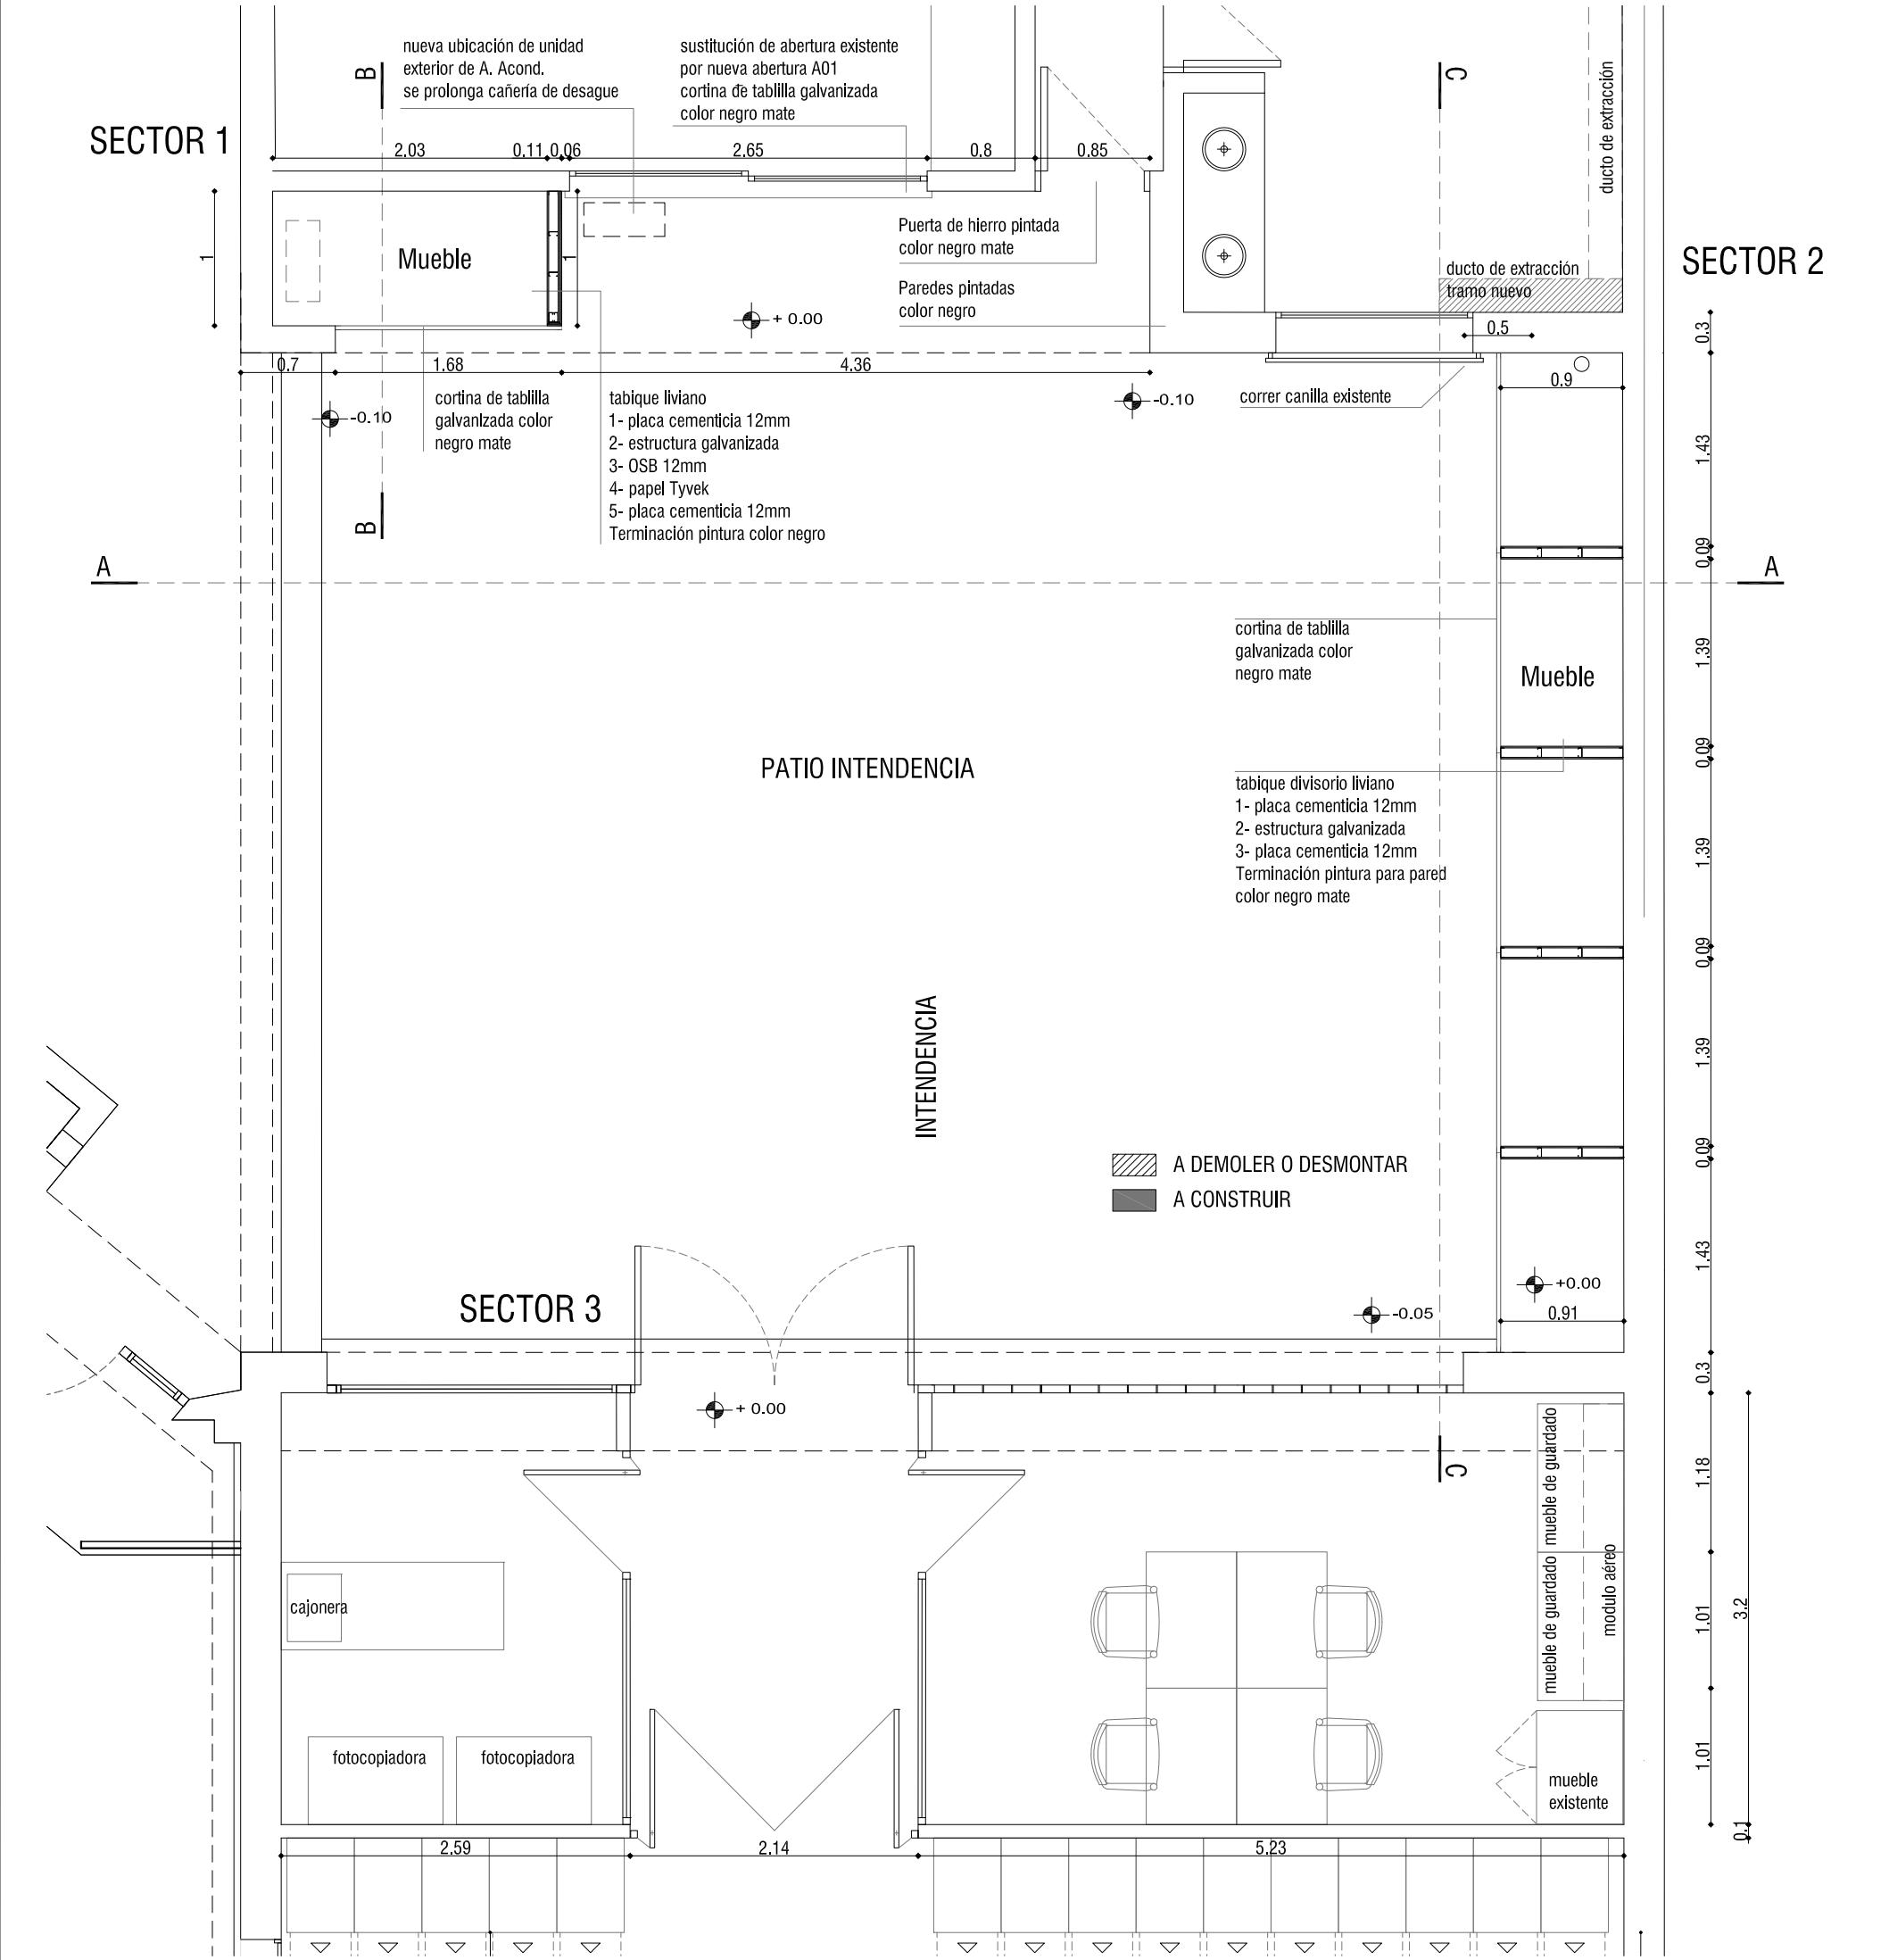 nueva ubicación de unidad
exterior de A. Acond.
se prolonga cañería de desague
sustitución de abertura existente
por nueva abertura A01
cortina de tablilla galvanizada
color negro mate
B
C
ducto de extracción
SECTOR 1
2.03
0.11
0.06
2.65
0.8
0.85
1
Mueble
1
Puerta de hierro pintada
color negro mate
Paredes pintadas
color negro
+ 0.00
ducto de extracción
tramo nuevo
SECTOR 2
0.5
0.3
0.7
1.68
4.36
0.9
-0.10
-0.10
cortina de tablilla
galvanizada color
negro mate
tabique liviano
1- placa cementicia 12mm
2- estructura galvanizada
3- OSB 12mm
4- papel Tyvek
5- placa cementicia 12mm
Terminación pintura color negro
correr canilla existente
1.43
B
A
A
0.09
cortina de tablilla
galvanizada color
negro mate
Mueble
1.39
PATIO INTENDENCIA
0.09
tabique divisorio liviano
1- placa cementicia 12mm
2- estructura galvanizada
3- placa cementicia 12mm
Terminación pintura para pared
color negro mate
1.39
0.09
INTENDENCIA
1.39
0.09
A DEMOLER O DESMONTAR
A CONSTRUIR
1.43
SECTOR 3
+0.00
-0.05
0.91
0.3
+ 0.00
C
mueble de guardado
1.18
mueble de guardado
modulo aéreo
1.01
3.2
cajonera
fotocopiadora
fotocopiadora
mueble
existente
1.01
0.1
2.59
2.14
5.23